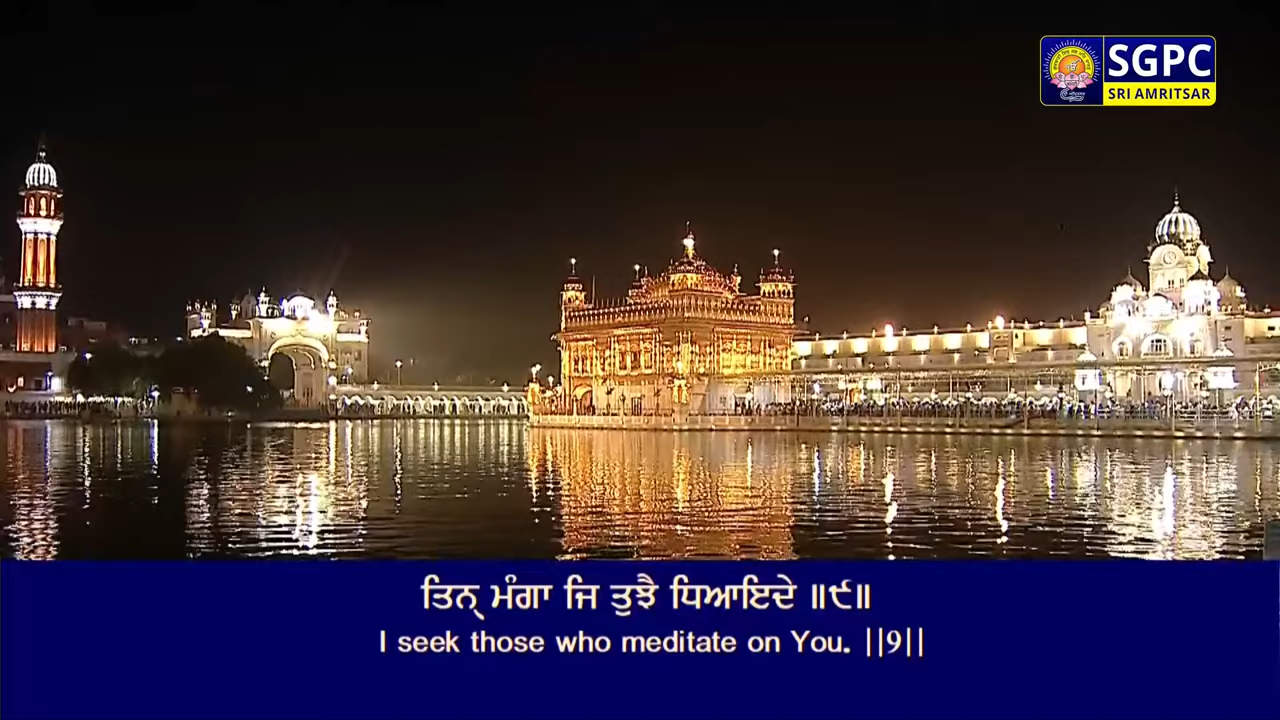 SGPC
SRI AMRITSAR
ਤਿਨੑ ਮੰਗਾ ਜਿ ਤੁਝੈ ਧਿਆਇਦੇ ॥੯॥
I seek those who meditate on You. ||9||